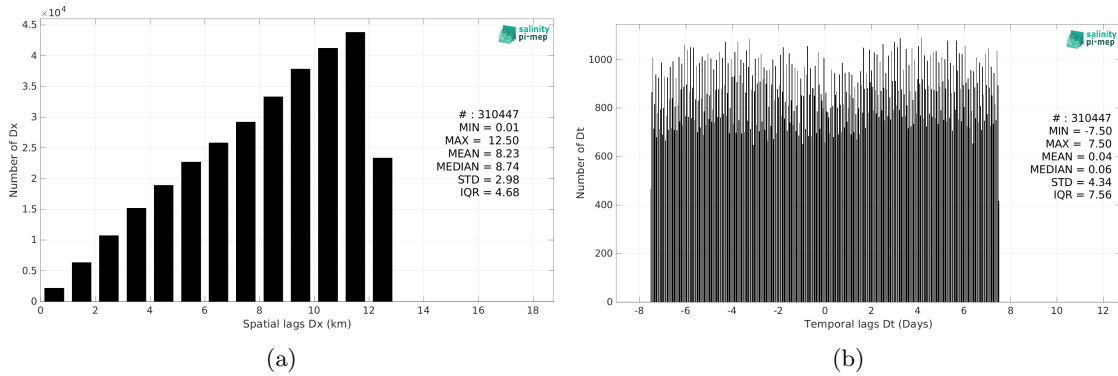 ×10⁴
4.5
4
3.5
3
2.5
2
1.5
1
0.5
0
Number of Dx
0 2 4 6 8 10 12 14 16 18
Spatial lags Dx (km)
salinity
pi-mep
# : 310447
MIN = 0.01
MAX = 12.50
MEAN = 8.23
MEDIAN = 8.74
STD = 2.98
IQR = 4.68
(a)
1000
800
600
400
200
0
Number of Dt
-8 -6 -4 -2 0 2 4 6 8 10 12
Temporal lags Dt (Days)
salinity
pi-mep
# : 310447
MIN = -7.50
MAX = 7.50
MEAN = 0.04
MEDIAN = 0.06
STD = 4.34
IQR = 7.56
(b)